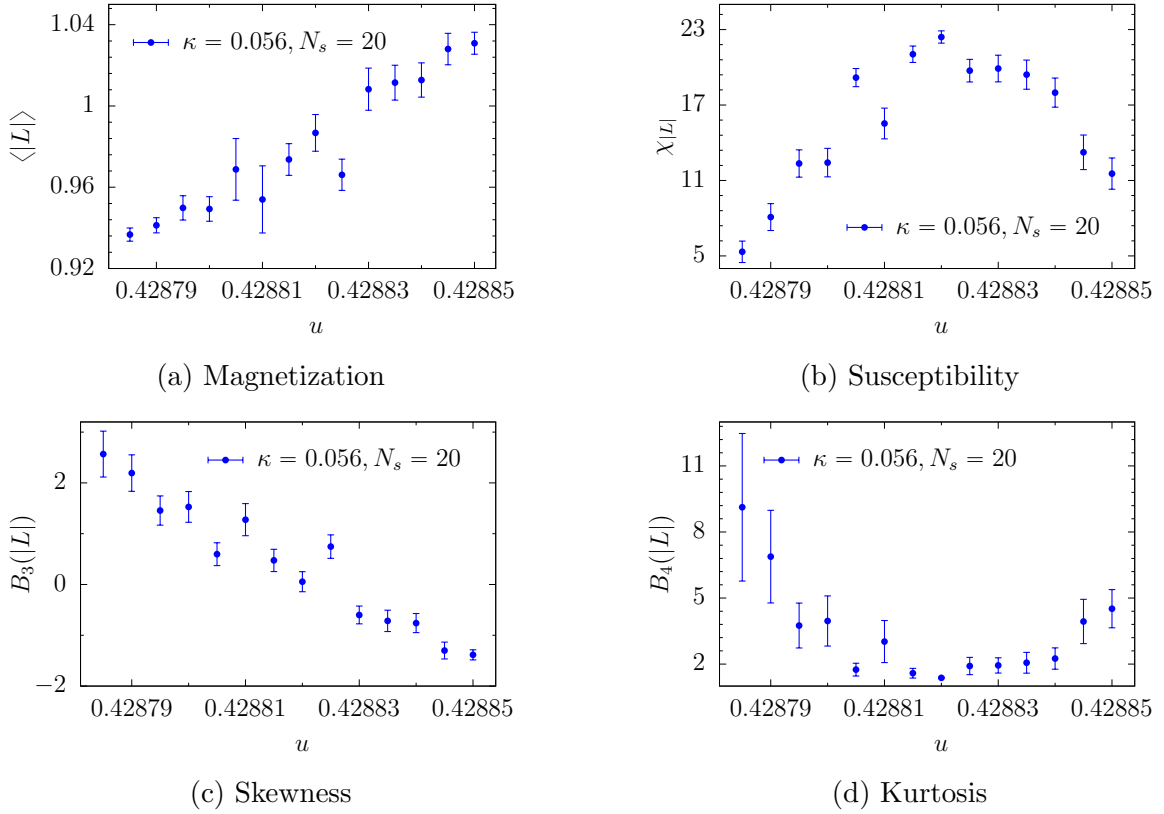 1.04
1
0.96
0.92
⟨|L|⟩
κ = 0.056, N_s = 20
0.42879 0.42881 0.42883 0.42885
u
(a) Magnetization
23
17
11
5
χ_{|L|}
κ = 0.056, N_s = 20
0.42879 0.42881 0.42883 0.42885
u
(b) Susceptibility
2
0
−2
B_3(|L|)
κ = 0.056, N_s = 20
0.42879 0.42881 0.42883 0.42885
u
(c) Skewness
11
8
5
2
B_4(|L|)
κ = 0.056, N_s = 20
0.42879 0.42881 0.42883 0.42885
u
(d) Kurtosis